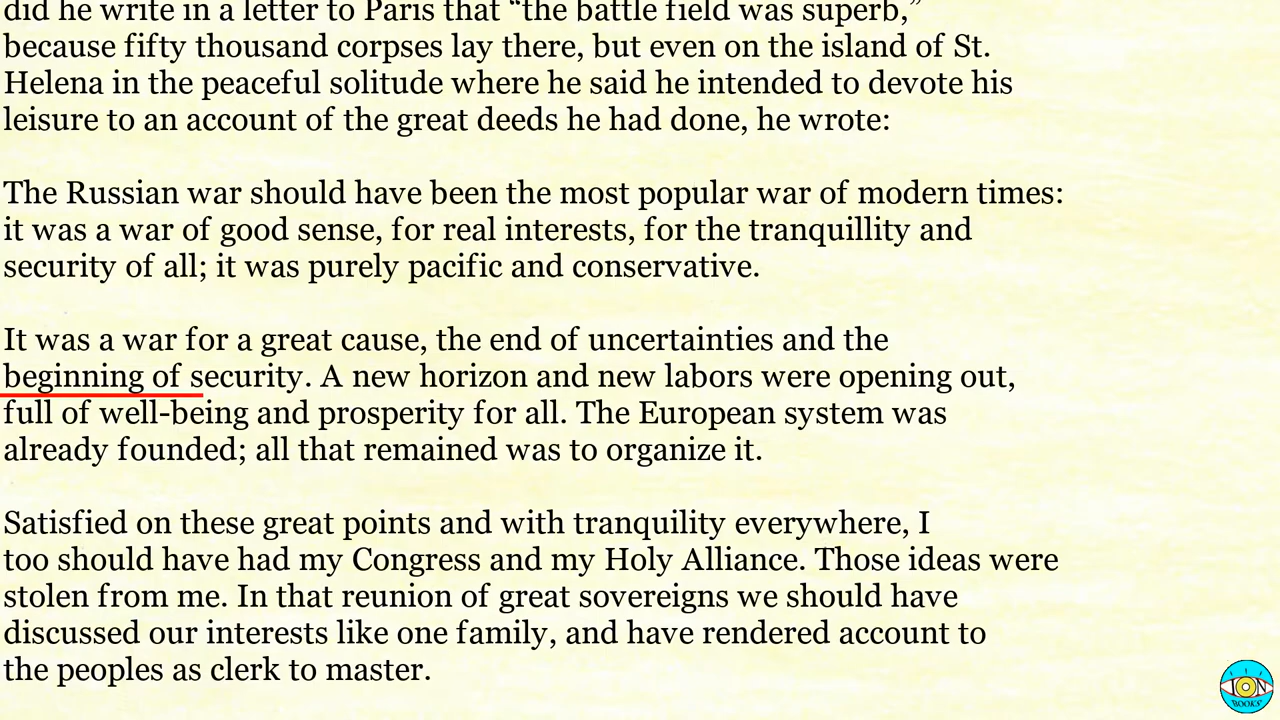 did he write in a letter to Paris that “the battle field was superb,”
because fifty thousand corpses lay there, but even on the island of St.
Helena in the peaceful solitude where he said he intended to devote his
leisure to an account of the great deeds he had done, he wrote:
The Russian war should have been the most popular war of modern times:
it was a war of good sense, for real interests, for the tranquillity and
security of all; it was purely pacific and conservative.
It was a war for a great cause, the end of uncertainties and the
beginning of security. A new horizon and new labors were opening out,
full of well-being and prosperity for all. The European system was
already founded; all that remained was to organize it.
Satisfied on these great points and with tranquility everywhere, I
too should have had my Congress and my Holy Alliance. Those ideas were
stolen from me. In that reunion of great sovereigns we should have
discussed our interests like one family, and have rendered account to
the peoples as clerk to master.
ION
BOOKS